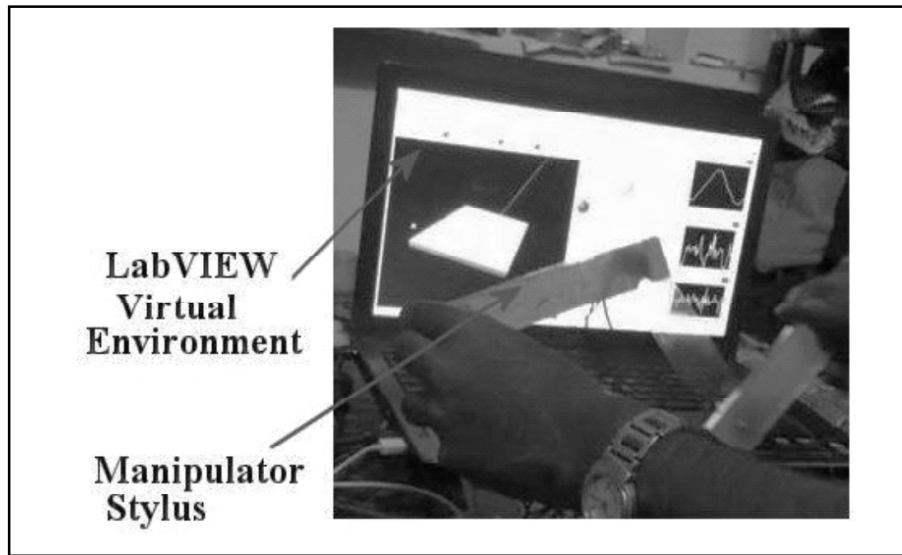 LabVIEW
Virtual
Environment
Manipulator
Stylus